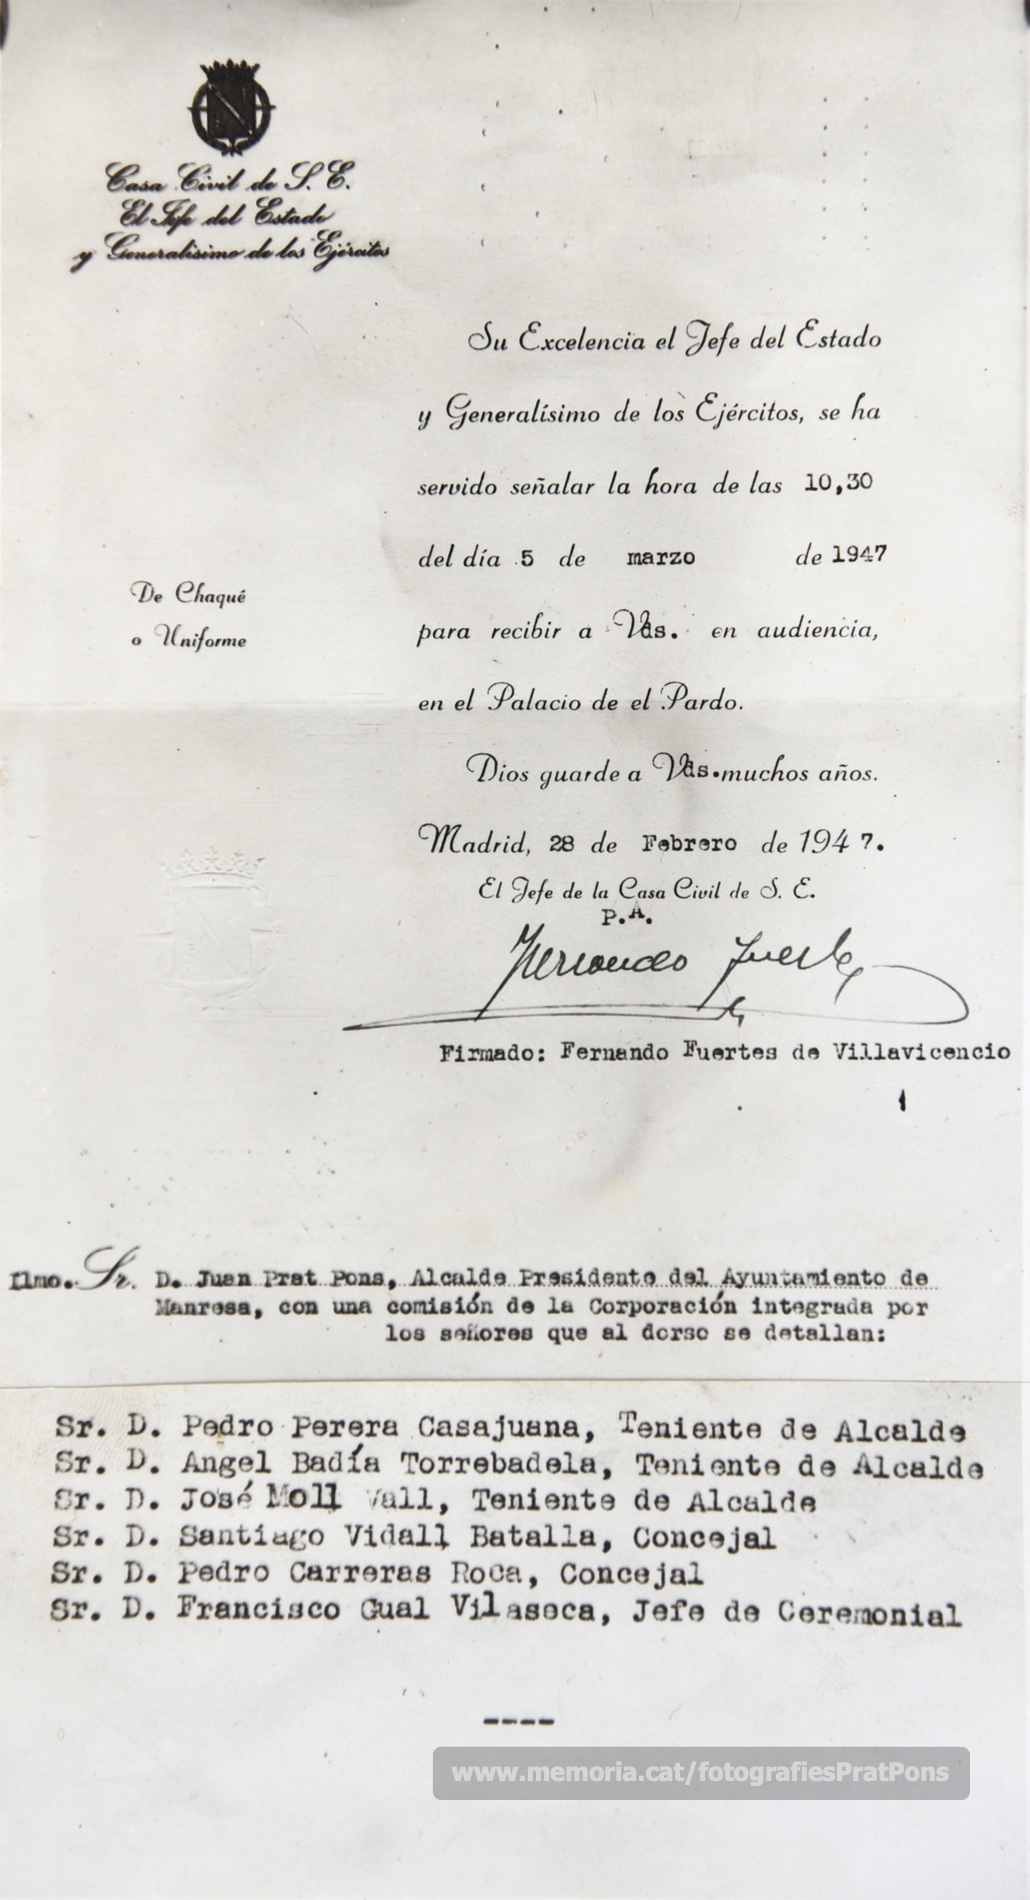 Casa Civil de S. E.
El Jefe del Estado
y Generalísimo de los Ejércitos
Su Excelencia el Jefe del Estado
y Generalísimo de los Ejércitos, se ha
servido señalar la hora de las 10,30
del día 5 de marzo de 1947
De Chaqué
o Uniforme
para recibir a Vds. en audiencia,
en el Palacio de el Pardo.
Dios guarde a Vds. muchos años.
Madrid, 28 de Febrero de 1947.
El Jefe de la Casa Civil de S. E.
P.A.
Fernando Fuertes
Firmado: Fernando Fuertes de Villavicencio
Ilmo. Sr. D. Juan Prat Pons, Alcalde Presidente del Ayuntamiento de
Manresa, con una comisión de la Corporación integrada por
los señores que al dorso se detallan:
Sr. D. Pedro Perera Casajuana, Teniente de Alcalde
Sr. D. Angel Badía Torrebadela, Teniente de Alcalde
Sr. D. José Moll Vall, Teniente de Alcalde
Sr. D. Santiago Vidall Batalla, Concejal
Sr. D. Pedro Carreras Roca, Concejal
Sr. D. Francisco Gual Vilaseca, Jefe de Ceremonial
----
www.memoria.cat/fotografiesPratPons